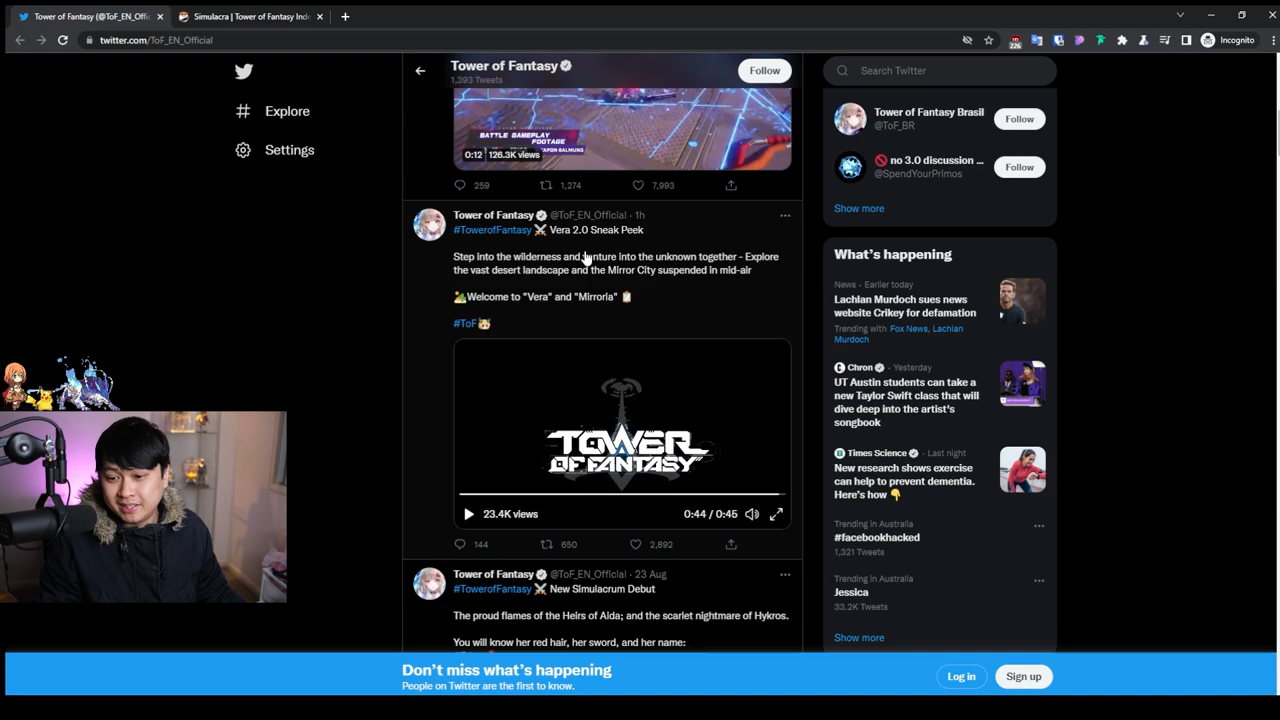 Tower of Fantasy (@ToF_EN_Offic
Simulacra | Tower of Fantasy Inde
twitter.com/ToF_EN_Official
226
Incognito
Explore
Settings
Tower of Fantasy
1,393 Tweets
Follow
BATTLE GAMEPLAY
FOOTAGE
0:12 126.3K views
259 1,274 7,993
Tower of Fantasy @ToF_EN_Official · 1h
#TowerofFantasy ⚔️ Vera 2.0 Sneak Peek
Step into the wilderness and unture into the unknown together - Explore
the vast desert landscape and the Mirror City suspended in mid-air
Welcome to "Vera" and "Mirroria"
#ToF
TOWER
OF FANTASY
23.4K views 0:44 / 0:45
144 650 2,892
Tower of Fantasy @ToF_EN_Official · 23 Aug
#TowerofFantasy ⚔️ New Simulacrum Debut
The proud flames of the Heirs of Aida; and the scarlet nightmare of Hykros.
You will know her red hair, her sword, and her name:
Search Twitter
Tower of Fantasy Brasil
@ToF_BR
Follow
🚫 no 3.0 discussion ...
@SpendYourPrimos
Follow
Show more
What's happening
News · Earlier today
Lachlan Murdoch sues news
website Crikey for defamation
Trending with Fox News, Lachlan
Murdoch
Chron · Yesterday
UT Austin students can take a
new Taylor Swift class that will
dive deep into the artist's
songbook
Times Science · Last night
New research shows exercise
can help to prevent dementia.
Here's how 👇
Trending in Australia
#facebookhacked
1,321 Tweets
Trending in Australia
Jessica
33.2K Tweets
Show more
Don't miss what's happening
People on Twitter are the first to know.
Log in
Sign up